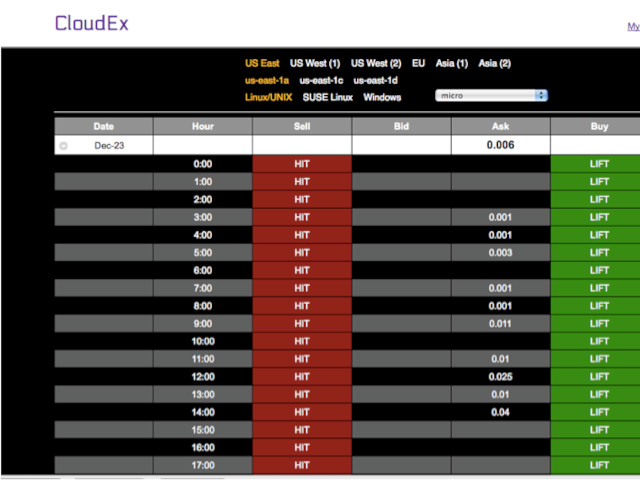 CloudEx
My
US East US West (1) US West (2) EU Asia (1) Asia (2)
us-east-1a us-east-1c us-east-1d
Linux/UNIX SUSE Linux Windows micro
Date Hour Sell Bid Ask Buy
Dec-23 0.006
0:00 HIT LIFT
1:00 HIT LIFT
2:00 HIT LIFT
3:00 HIT 0.001 LIFT
4:00 HIT 0.001 LIFT
5:00 HIT 0.003 LIFT
6:00 HIT LIFT
7:00 HIT 0.001 LIFT
8:00 HIT 0.001 LIFT
9:00 HIT 0.011 LIFT
10:00 HIT LIFT
11:00 HIT 0.01 LIFT
12:00 HIT 0.025 LIFT
13:00 HIT 0.01 LIFT
14:00 HIT 0.04 LIFT
15:00 HIT LIFT
16:00 HIT LIFT
17:00 HIT LIFT